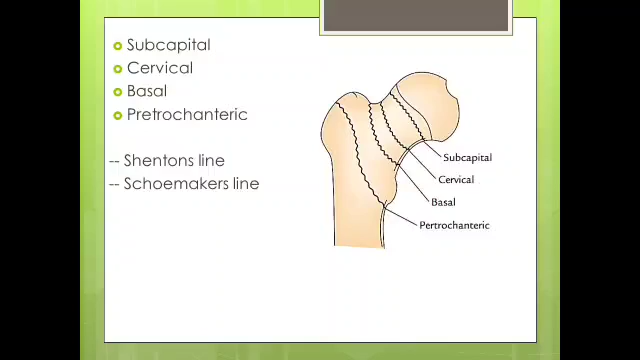 Subcapital
Cervical
Basal
Pretrochanteric
-- Shentons line
-- Schoemakers line
Subcapital
Cervical
Basal
Pertrochanteric